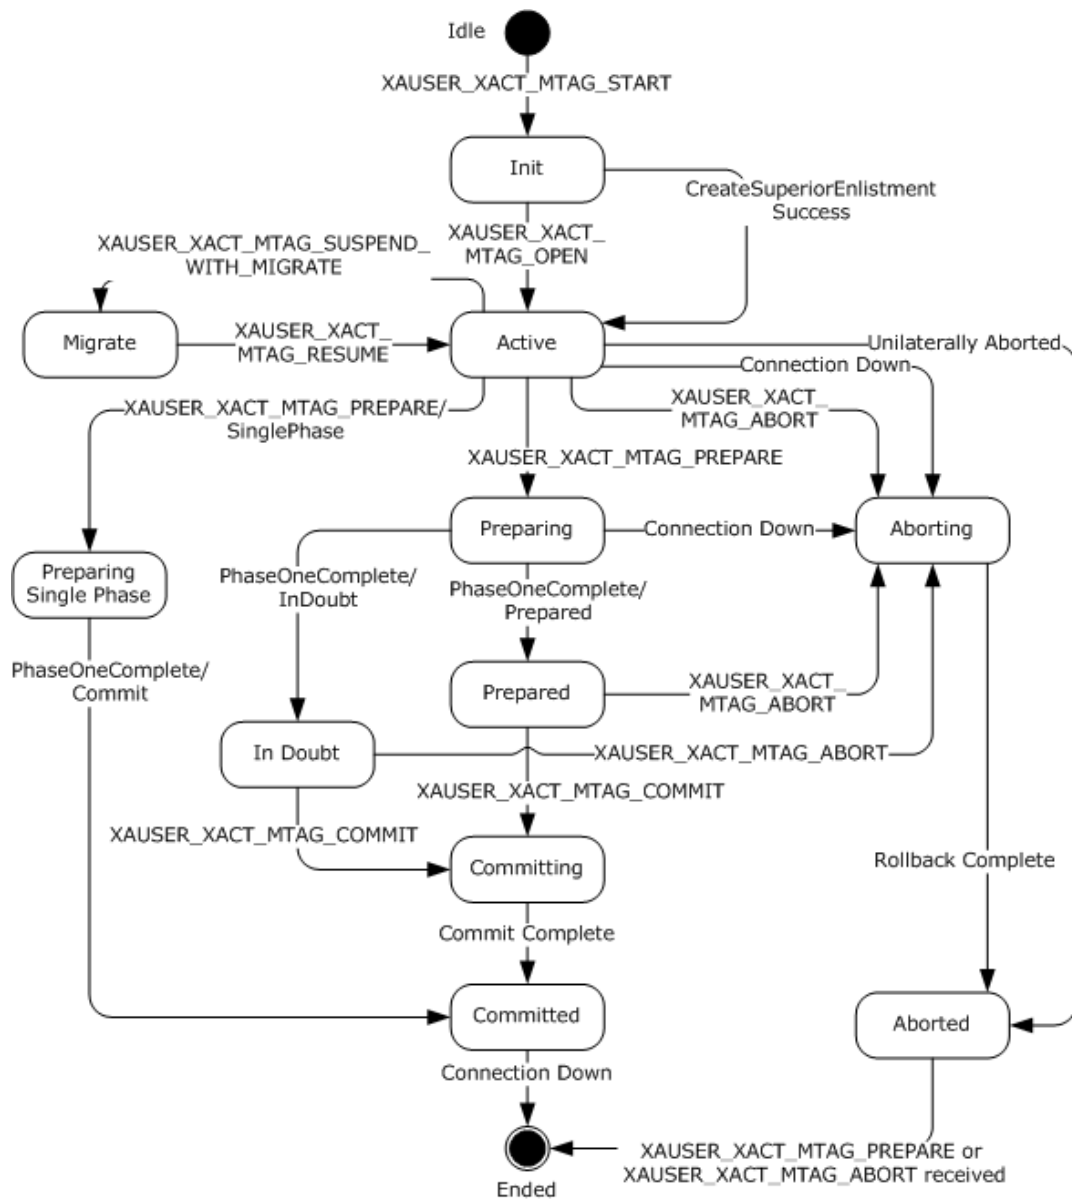 Idle
XAUSER_XACT_MTAG_START
Init
CreateSuperiorEnlistment
Success
XAUSER_XACT_
MTAG_OPEN
XAUSER_XACT_MTAG_SUSPEND_
WITH_MIGRATE
Migrate
XAUSER_XACT_
MTAG_RESUME
Active
Unilaterally Aborted
Connection Down
XAUSER_XACT_
MTAG_ABORT
XAUSER_XACT_MTAG_PREPARE/
SinglePhase
XAUSER_XACT_MTAG_PREPARE
Preparing
Connection Down
Aborting
Preparing
Single Phase
PhaseOneComplete/
InDoubt
PhaseOneComplete/
Prepared
PhaseOneComplete/
Commit
Prepared
XAUSER_XACT_
MTAG_ABORT
In Doubt
XAUSER_XACT_MTAG_ABORT
XAUSER_XACT_MTAG_COMMIT
XAUSER_XACT_MTAG_COMMIT
Committing
Rollback Complete
Commit Complete
Committed
Aborted
Connection Down
XAUSER_XACT_MTAG_PREPARE or
XAUSER_XACT_MTAG_ABORT received
Ended